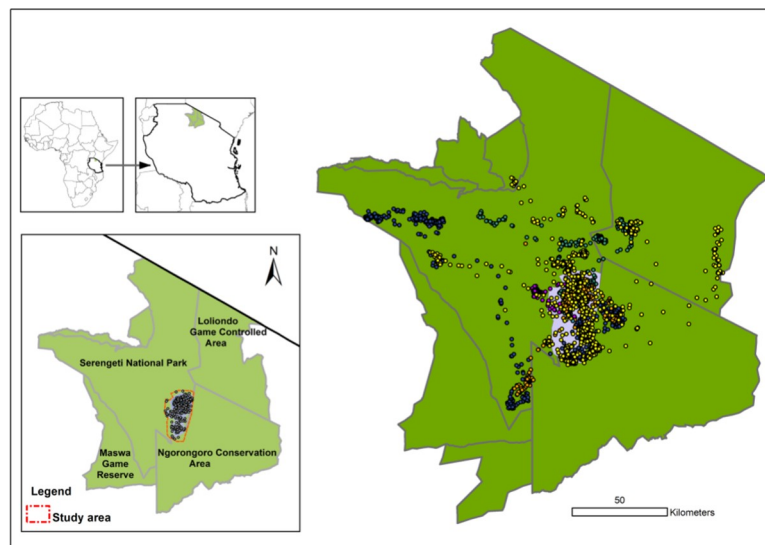 N
Loliondo
Game Controlled
Area
Serengeti National Park
Maswa
Game
Reserve
Ngorongoro Conservation
Area
Legend
Study area
50
Kilometers